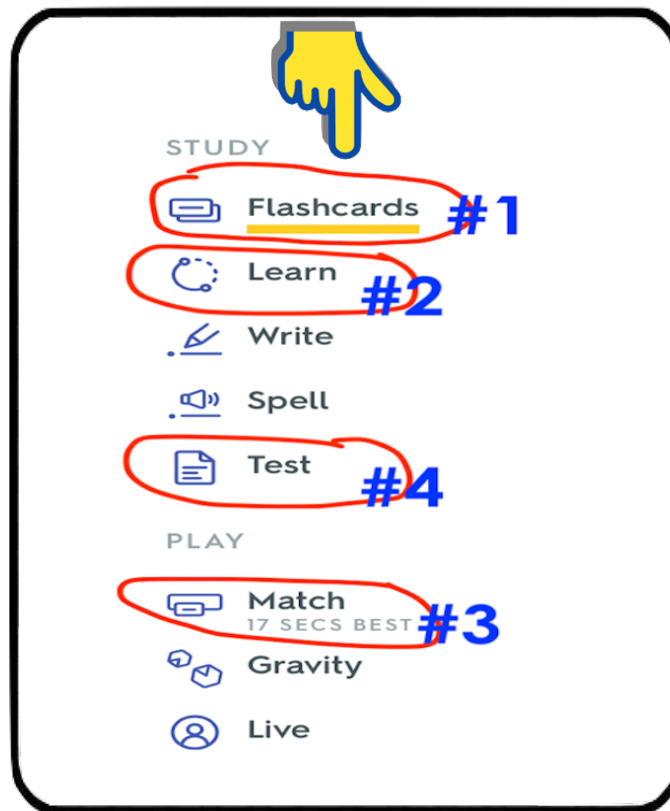 STUDY
Flashcards #1
Learn #2
Write
Spell
Test #4
PLAY
Match
17 SECS BEST #3
Gravity
Live